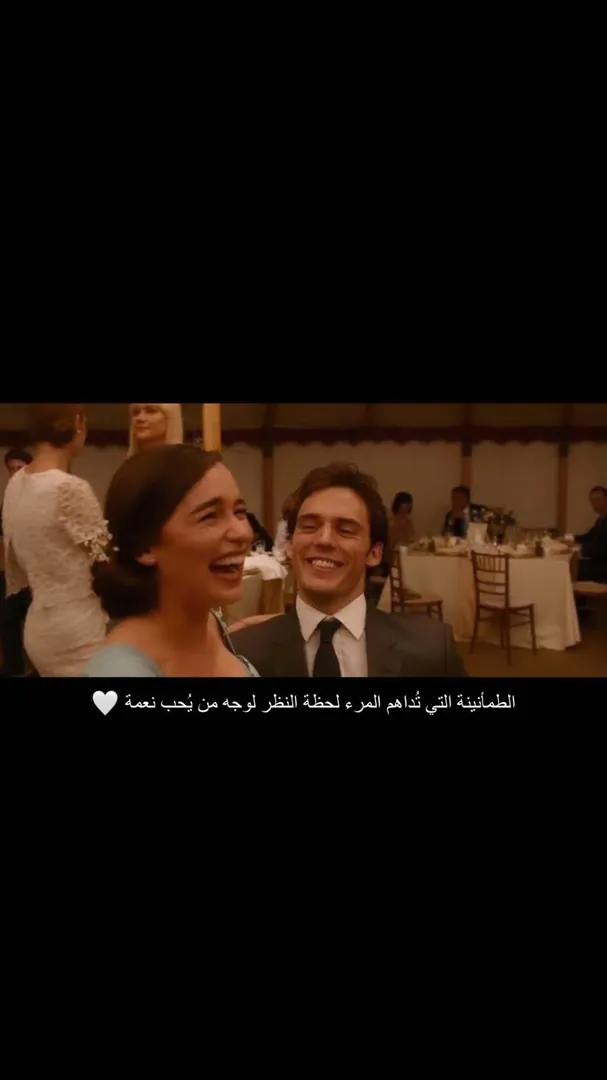 الطمأنينة التي تُداهم المرء لحظة النظر لوجه من يُحب نعمة 🤍